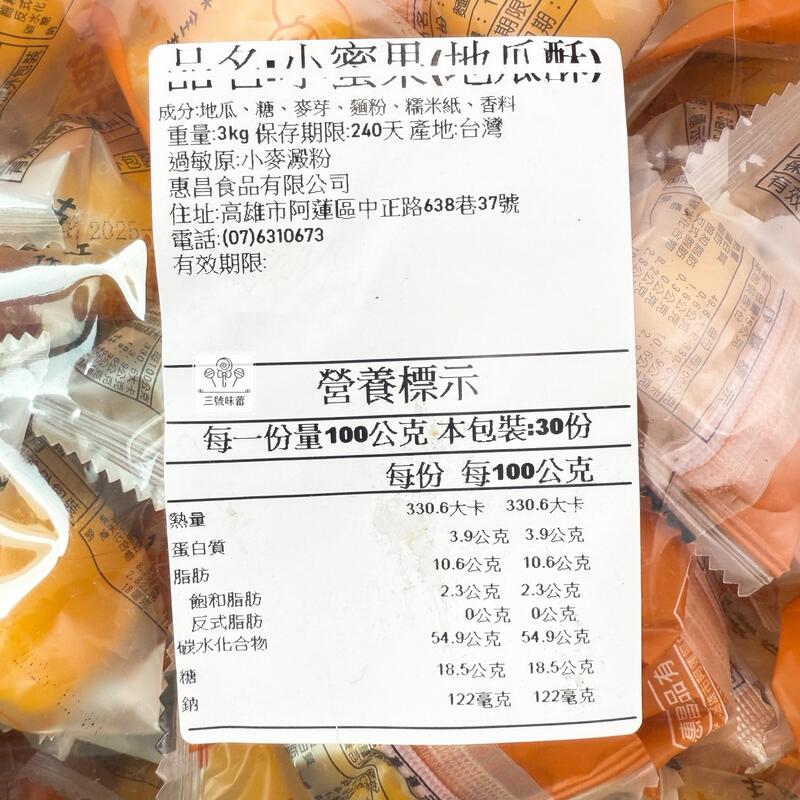 品名:小蜜果(地瓜酥)
成分:地瓜、糖、麥芽、麵粉、糯米紙、香料
重量:3kg 保存期限:240天 產地:台灣
過敏原:小麥澱粉
惠昌食品有限公司
住址:高雄市阿蓮區中正路638巷37號
電話:(07)6310673
有效期限:
三號味蕾
營養標示
每一份量100公克 本包裝:30份
每份 每100公克
熱量 330.6大卡 330.6大卡
蛋白質 3.9公克 3.9公克
脂肪 10.6公克 10.6公克
飽和脂肪 2.3公克 2.3公克
反式脂肪 0公克 0公克
碳水化合物 54.9公克 54.9公克
糖 18.5公克 18.5公克
鈉 122毫克 122毫克
惠昌品有